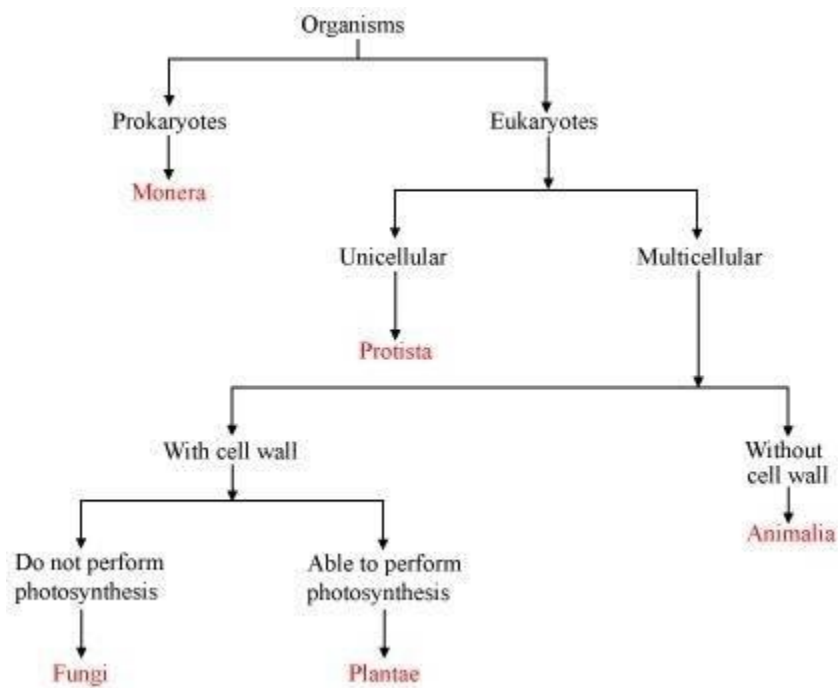 Organisms
Prokaryotes
Eukaryotes
Monera
Unicellular
Multicellular
Protista
With cell wall
Without
cell wall
Animalia
Do not perform
photosynthesis
Able to perform
photosynthesis
Fungi
Plantae